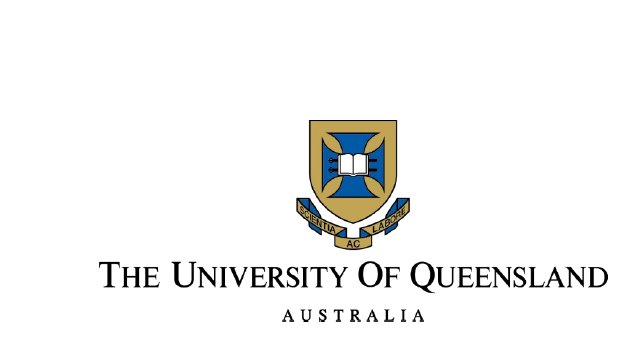 SCIENTIA AC LABORE
THE UNIVERSITY OF QUEENSLAND
AUSTRALIA